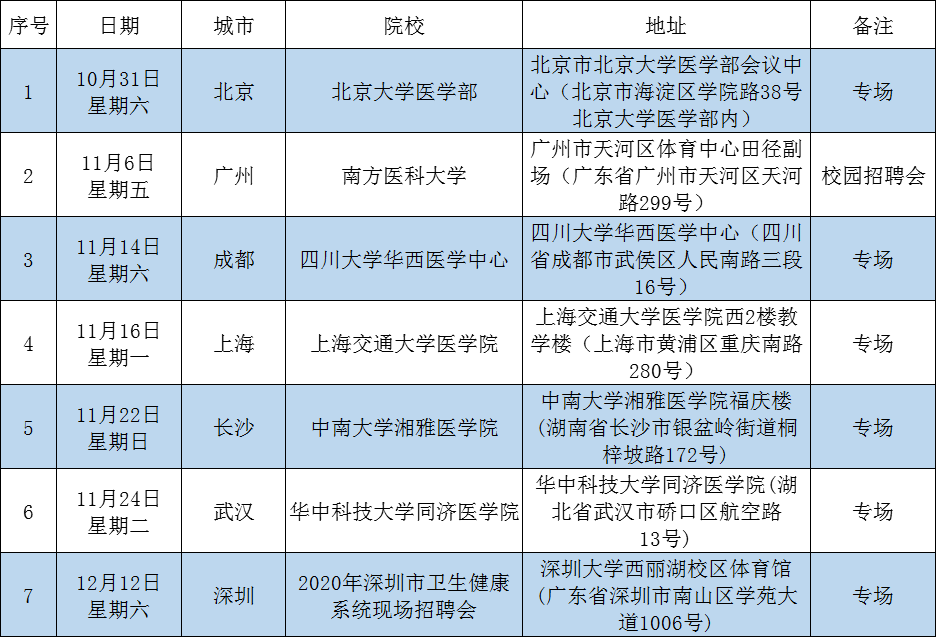 序号 日期 城市 院校 地址 备注
1 10月31日 星期六 北京 北京大学医学部 北京市北京大学医学部会议中
心（北京市海淀区学院路38号
北京大学医学部内） 专场
2 11月6日 星期五 广州 南方医科大学 广州市天河区体育中心田径副
场（广东省广州市天河区天河
路299号） 校园招聘会
3 11月14日 星期六 成都 四川大学华西医学中心 四川大学华西医学中心（四川
省成都市武侯区人民南路三段
16号） 专场
4 11月16日 星期一 上海 上海交通大学医学院 上海交通大学医学院西2楼教
学楼（上海市黄浦区重庆南路
280号） 专场
5 11月22日 星期日 长沙 中南大学湘雅医学院 中南大学湘雅医学院福庆楼
(湖南省长沙市银盆岭街道桐
梓坡路172号) 专场
6 11月24日 星期二 武汉 华中科技大学同济医学院 华中科技大学同济医学院(湖
北省武汉市硚口区航空路
13号) 专场
7 12月12日 星期六 深圳 2020年深圳市卫生健康
系统现场招聘会 深圳大学西丽湖校区体育馆
(广东省深圳市南山区学苑大
道1006号) 专场